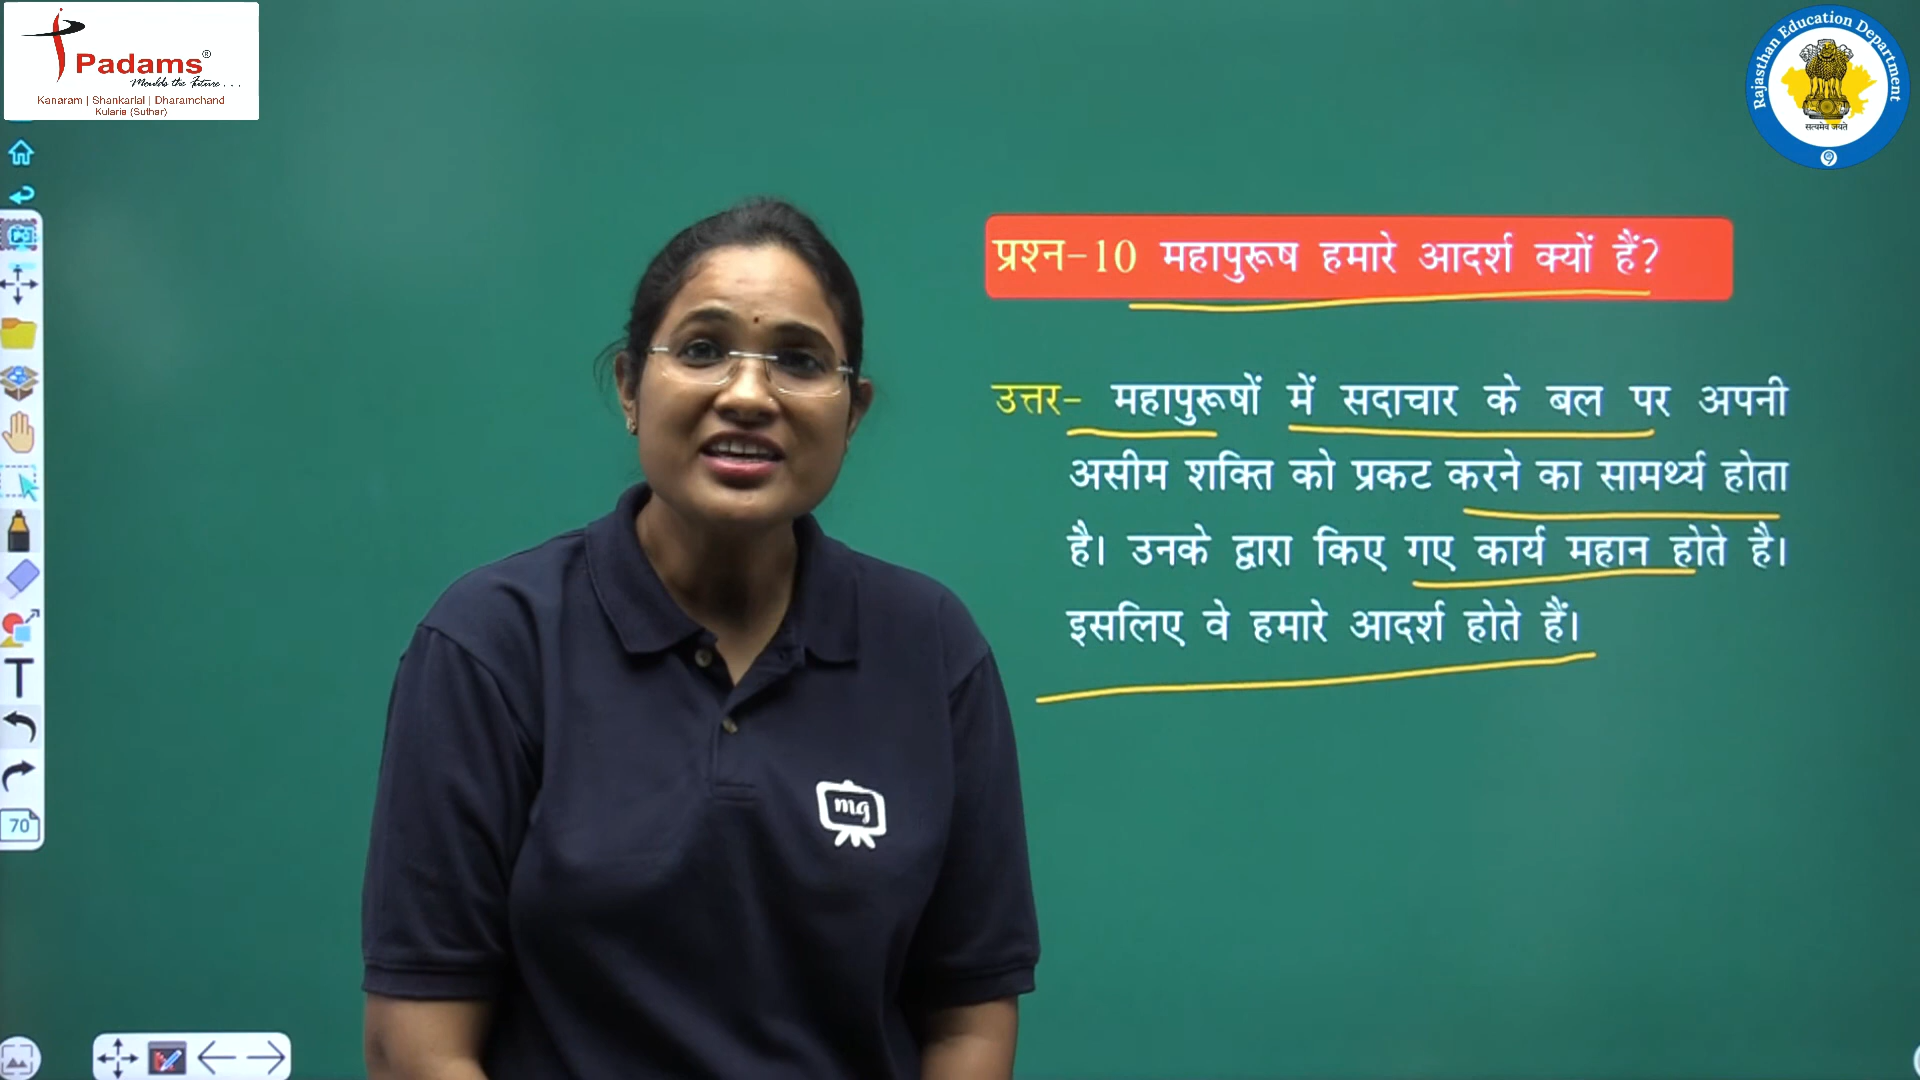 Padams®
Moulds the Future...
Kanaram | Shankarlal | Dharamchand
Kularia (Suthar)
Rajasthan Education Department
सत्यमेव जयते
प्रश्न-10 महापुरूष हमारे आदर्श क्यों हैं?
उत्तर- महापुरूषों में सदाचार के बल पर अपनी
असीम शक्ति को प्रकट करने का सामर्थ्य होता
है। उनके द्वारा किए गए कार्य महान होते है।
इसलिए वे हमारे आदर्श होते हैं।
mg
T
70